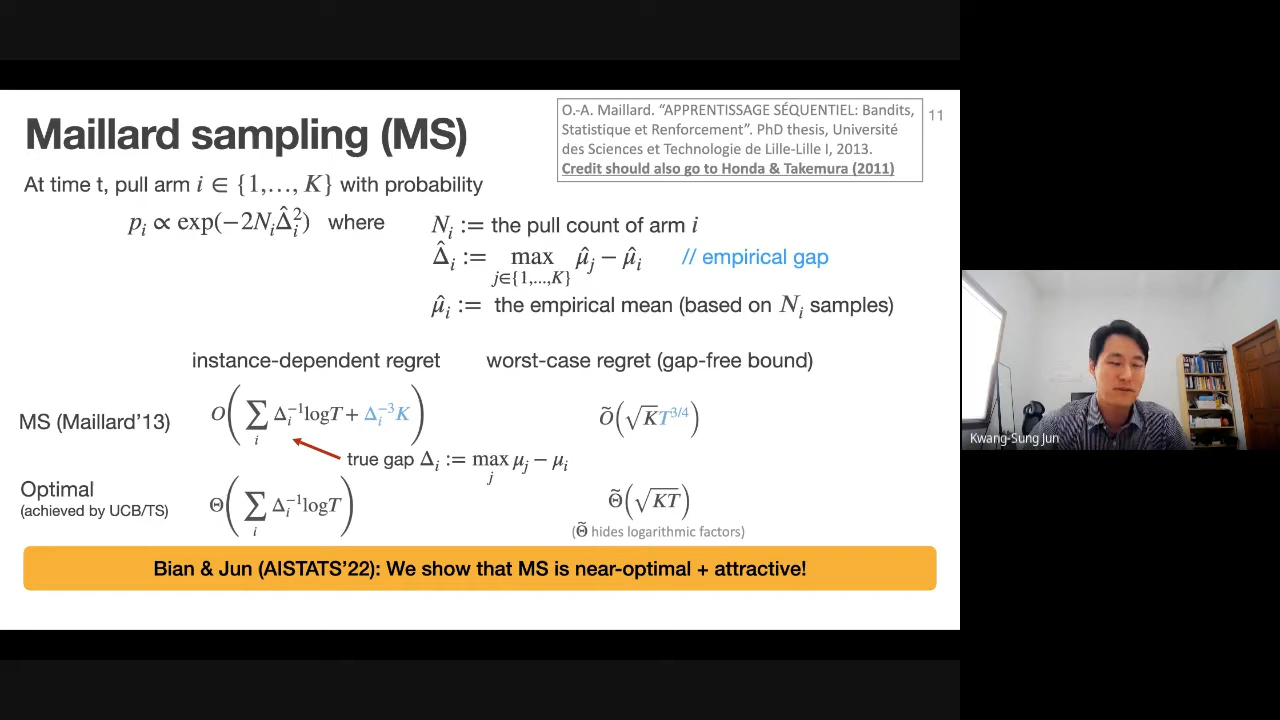 Maillard sampling (MS)
O.-A. Maillard. “APPRENTISSAGE SÉQUENTIEL: Bandits,
Statistique et Renforcement”. PhD thesis, Université
des Sciences et Technologie de Lille-Lille I, 2013.
Credit should also go to Honda & Takemura (2011)
11
At time t, pull arm i ∈ {1,…, K} with probability
p_i ∝ exp(−2N_i Δ̂_i^2) where
N_i := the pull count of arm i
Δ̂_i := max_{j∈{1,…,K}} μ̂_j − μ̂_i // empirical gap
μ̂_i := the empirical mean (based on N_i samples)
instance-dependent regret worst-case regret (gap-free bound)
MS (Maillard’13) O(∑_i Δ_i^{−1} log T + Δ_i^{−3} K) Õ(√K T^{3/4})
true gap Δ_i := max_j μ_j − μ_i
Optimal Θ(∑_i Δ_i^{−1} log T) Θ̃(√KT)
(achieved by UCB/TS) (Θ̃ hides logarithmic factors)
Bian & Jun (AISTATS’22): We show that MS is near-optimal + attractive!
Kwang-Sung Jun